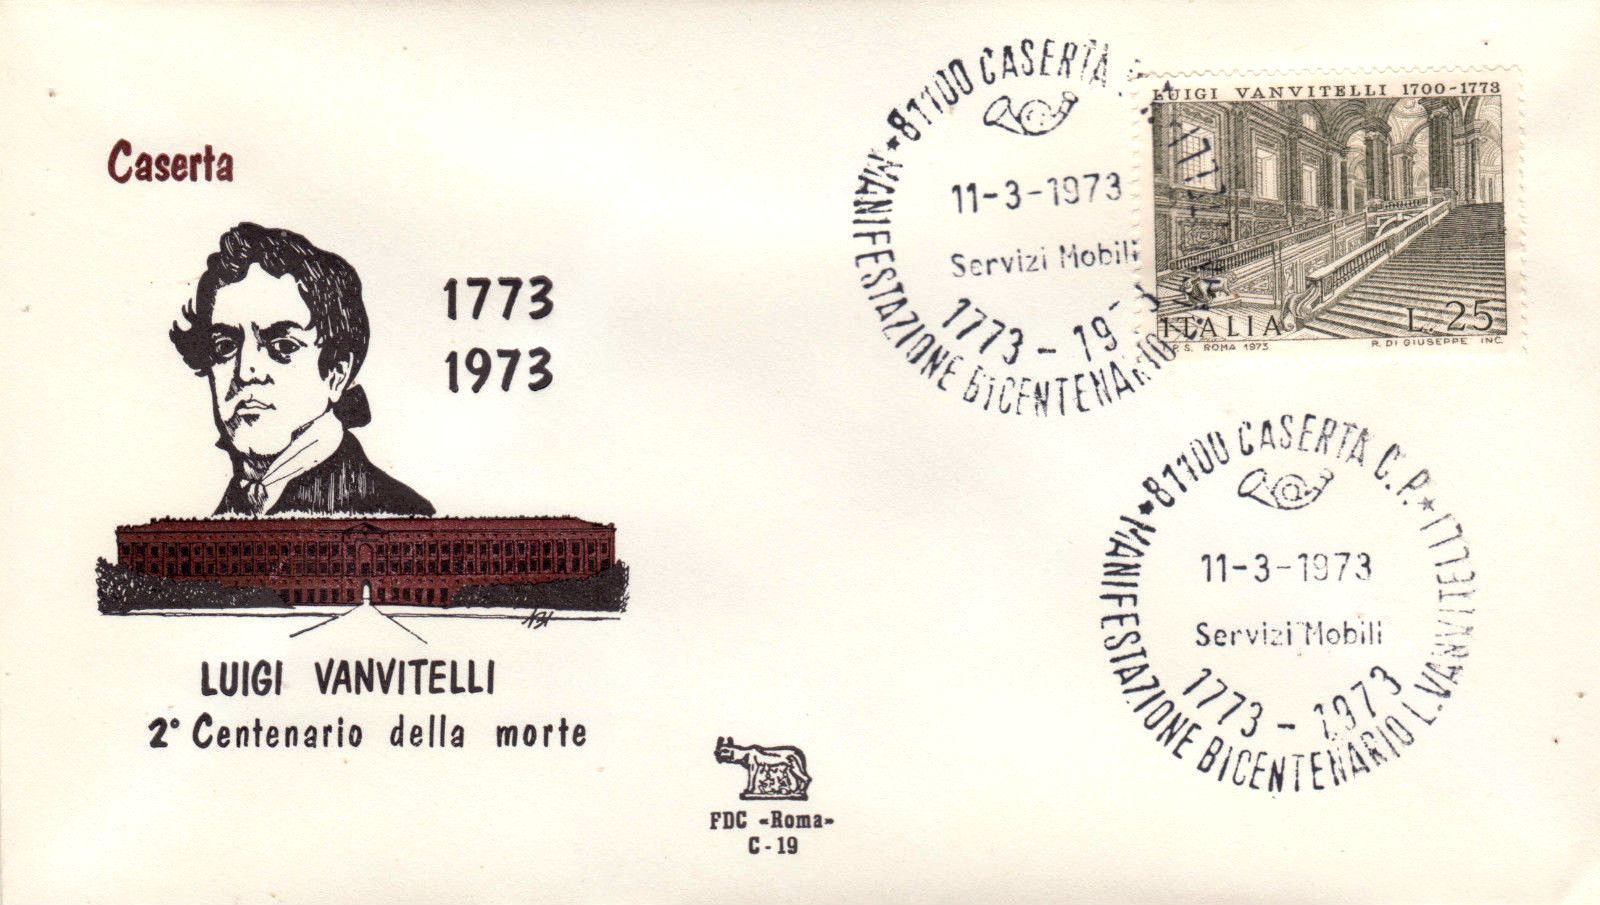 Caserta
1773
1973
LUIGI VANVITELLI
2° Centenario della morte
FDC «Roma»
C-19
81100 CASERTA
11-3-1973
Servizi Mobili
1773 - 19
MANIFESTAZIONE BICENTENARIO
LUIGI VANVITELLI 1700-1773
ITALIA
L. 25
I.P.S. ROMA 1973
R. DI GIUSEPPE INC.
*81100 CASERTA C.P.*
11-3-1973
Servizi Mobili
1773 - 1973
MANIFESTAZIONE BICENTENARIO L. VANVITELLI